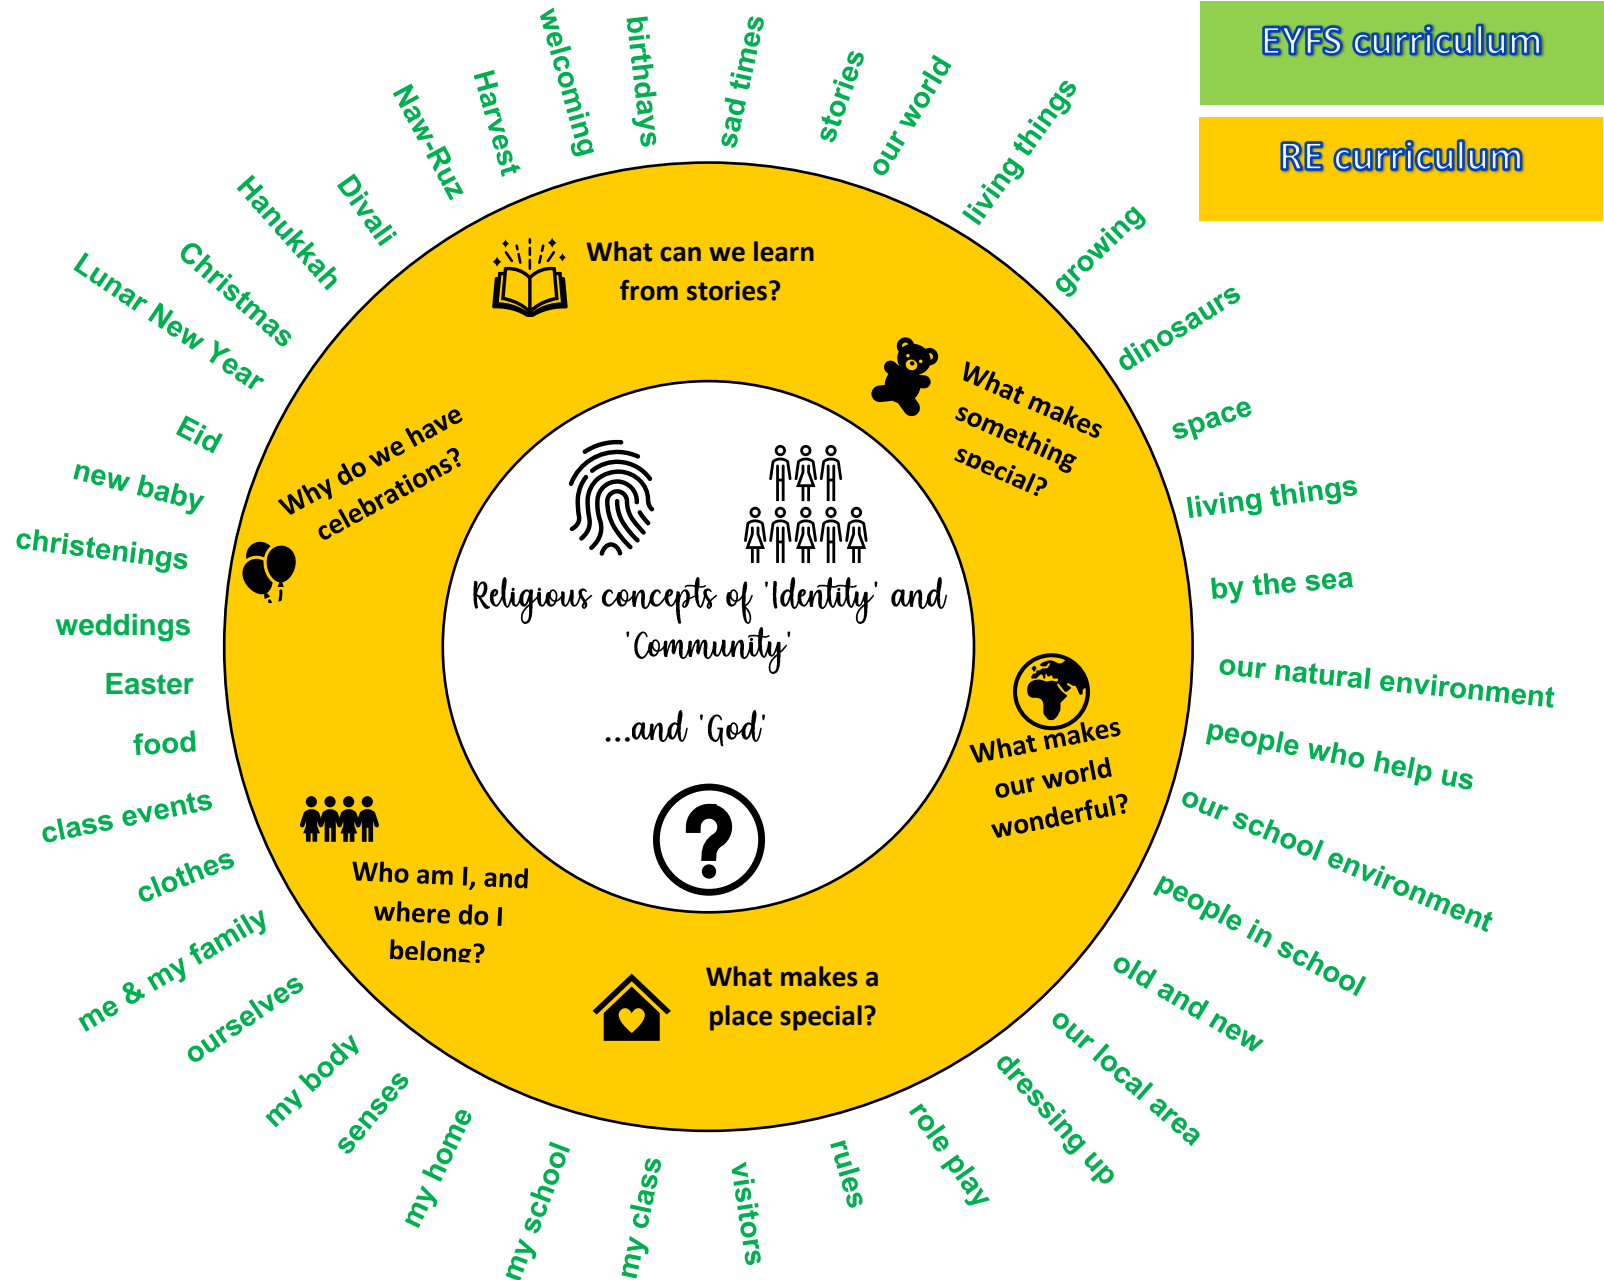 EYFS curriculum
RE curriculum
welcoming
birthdays
sad times
stories
our world
living things
growing
dinosaurs
space
living things
by the sea
our natural environment
people who help us
our school environment
people in school
old and new
our local area
dressing up
role play
rules
visitors
my class
my school
my home
senses
my body
ourselves
me & my family
clothes
class events
food
Easter
weddings
christenings
new baby
Eid
Lunar New Year
Christmas
Hanukkah
Divali
Naw-Ruz
Harvest
What can we learn
from stories?
What makes
something
special?
What makes
our world
wonderful?
What makes a
place special?
Who am I, and
where do I
belong?
Why do we have
celebrations?
Religious concepts of 'Identity' and
'Community'
...and 'God'
?